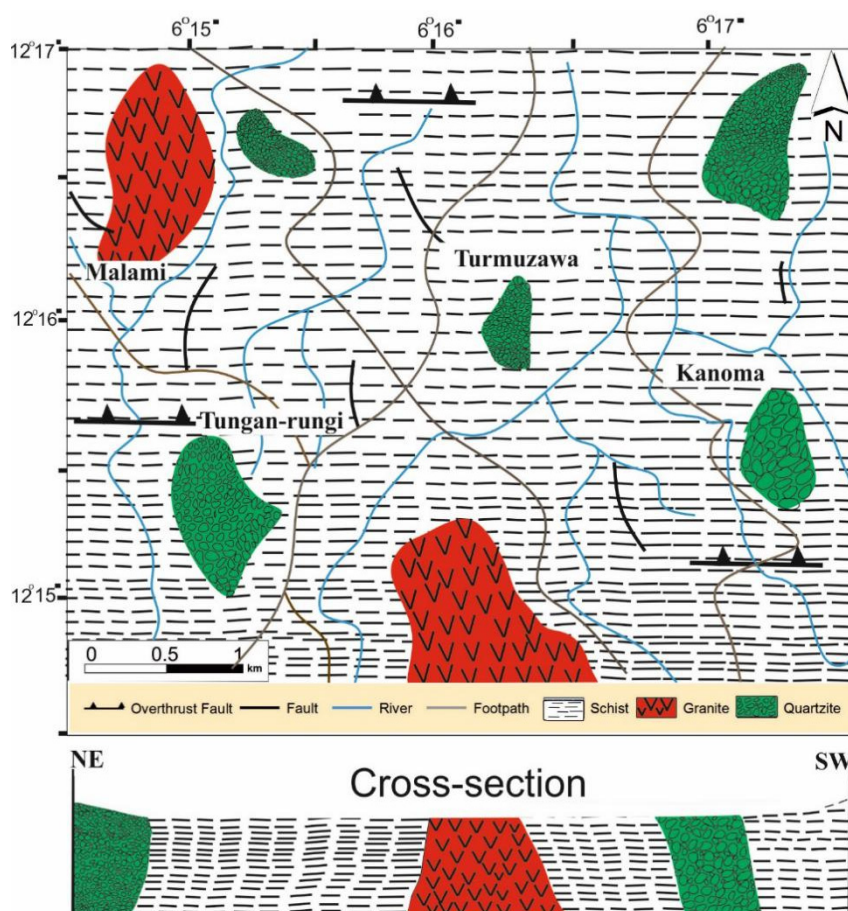 6°15' 6°16' 6°17'
12°17'
N
Malami
Turmuzawa
12°16'
Kanoma
Tungan-rungi
12°15'
0 0.5 1
km
Overthrust Fault Fault River Footpath Schist Granite Quartzite
NE SW
Cross-section